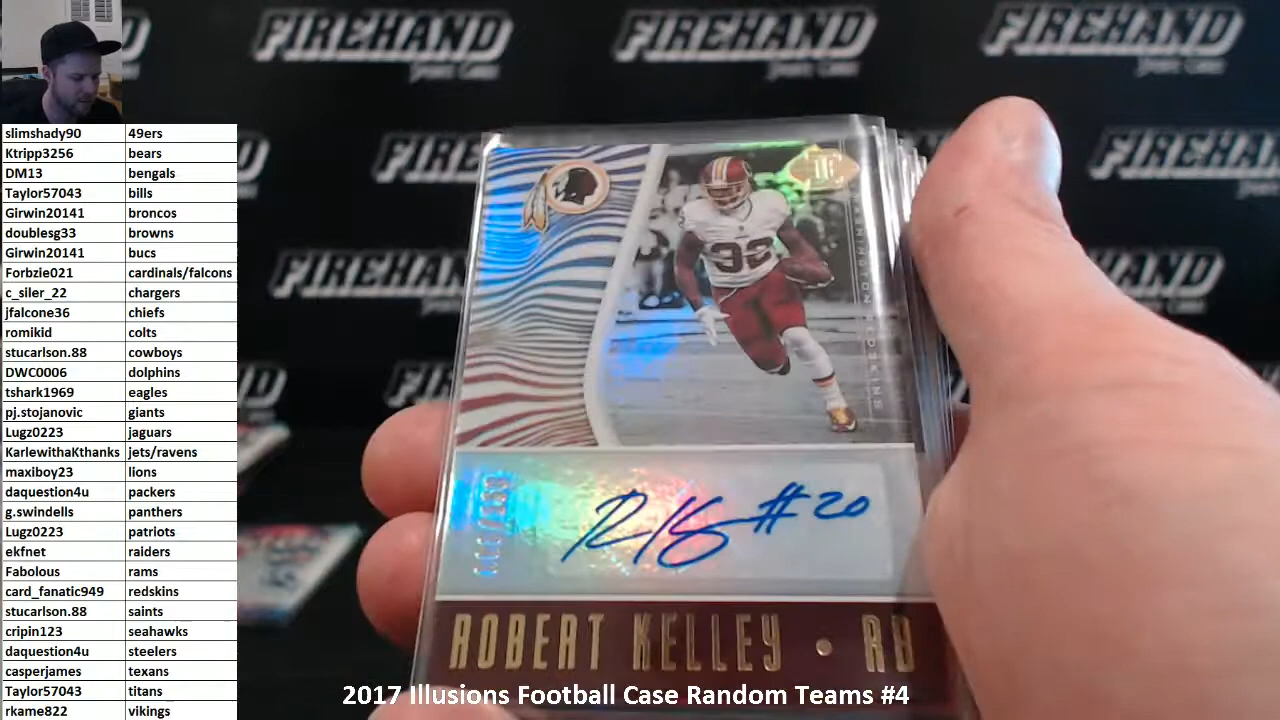 FIREHAND
FIREHAND
FIREHAND
FIREHAND
FIREHAND
FIREHAND
FIREHAND
slimshady90 49ers
Ktripp3256 bears
DM13 bengals
Taylor57043 bills
Girwin20141 broncos
doublesg33 browns
Girwin20141 bucs
Forbzie021 cardinals/falcons
c_siler_22 chargers
jfalcone36 chiefs
romikid colts
stucarlson.88 cowboys
DWC0006 dolphins
tshark1969 eagles
pj.stojanovic giants
Lugz0223 jaguars
KarlewithaKthanks jets/ravens
maxiboy23 lions
daquestion4u packers
g.swindells panthers
Lugz0223 patriots
ekfnet raiders
Fabolous rams
card_fanatic949 redskins
stucarlson.88 saints
cripin123 seahawks
daquestion4u steelers
casperjames texans
Taylor57043 titans
rkame822 vikings
32
#20
ROBERT KELLEY • RB
2017 Illusions Football Case Random Teams #4